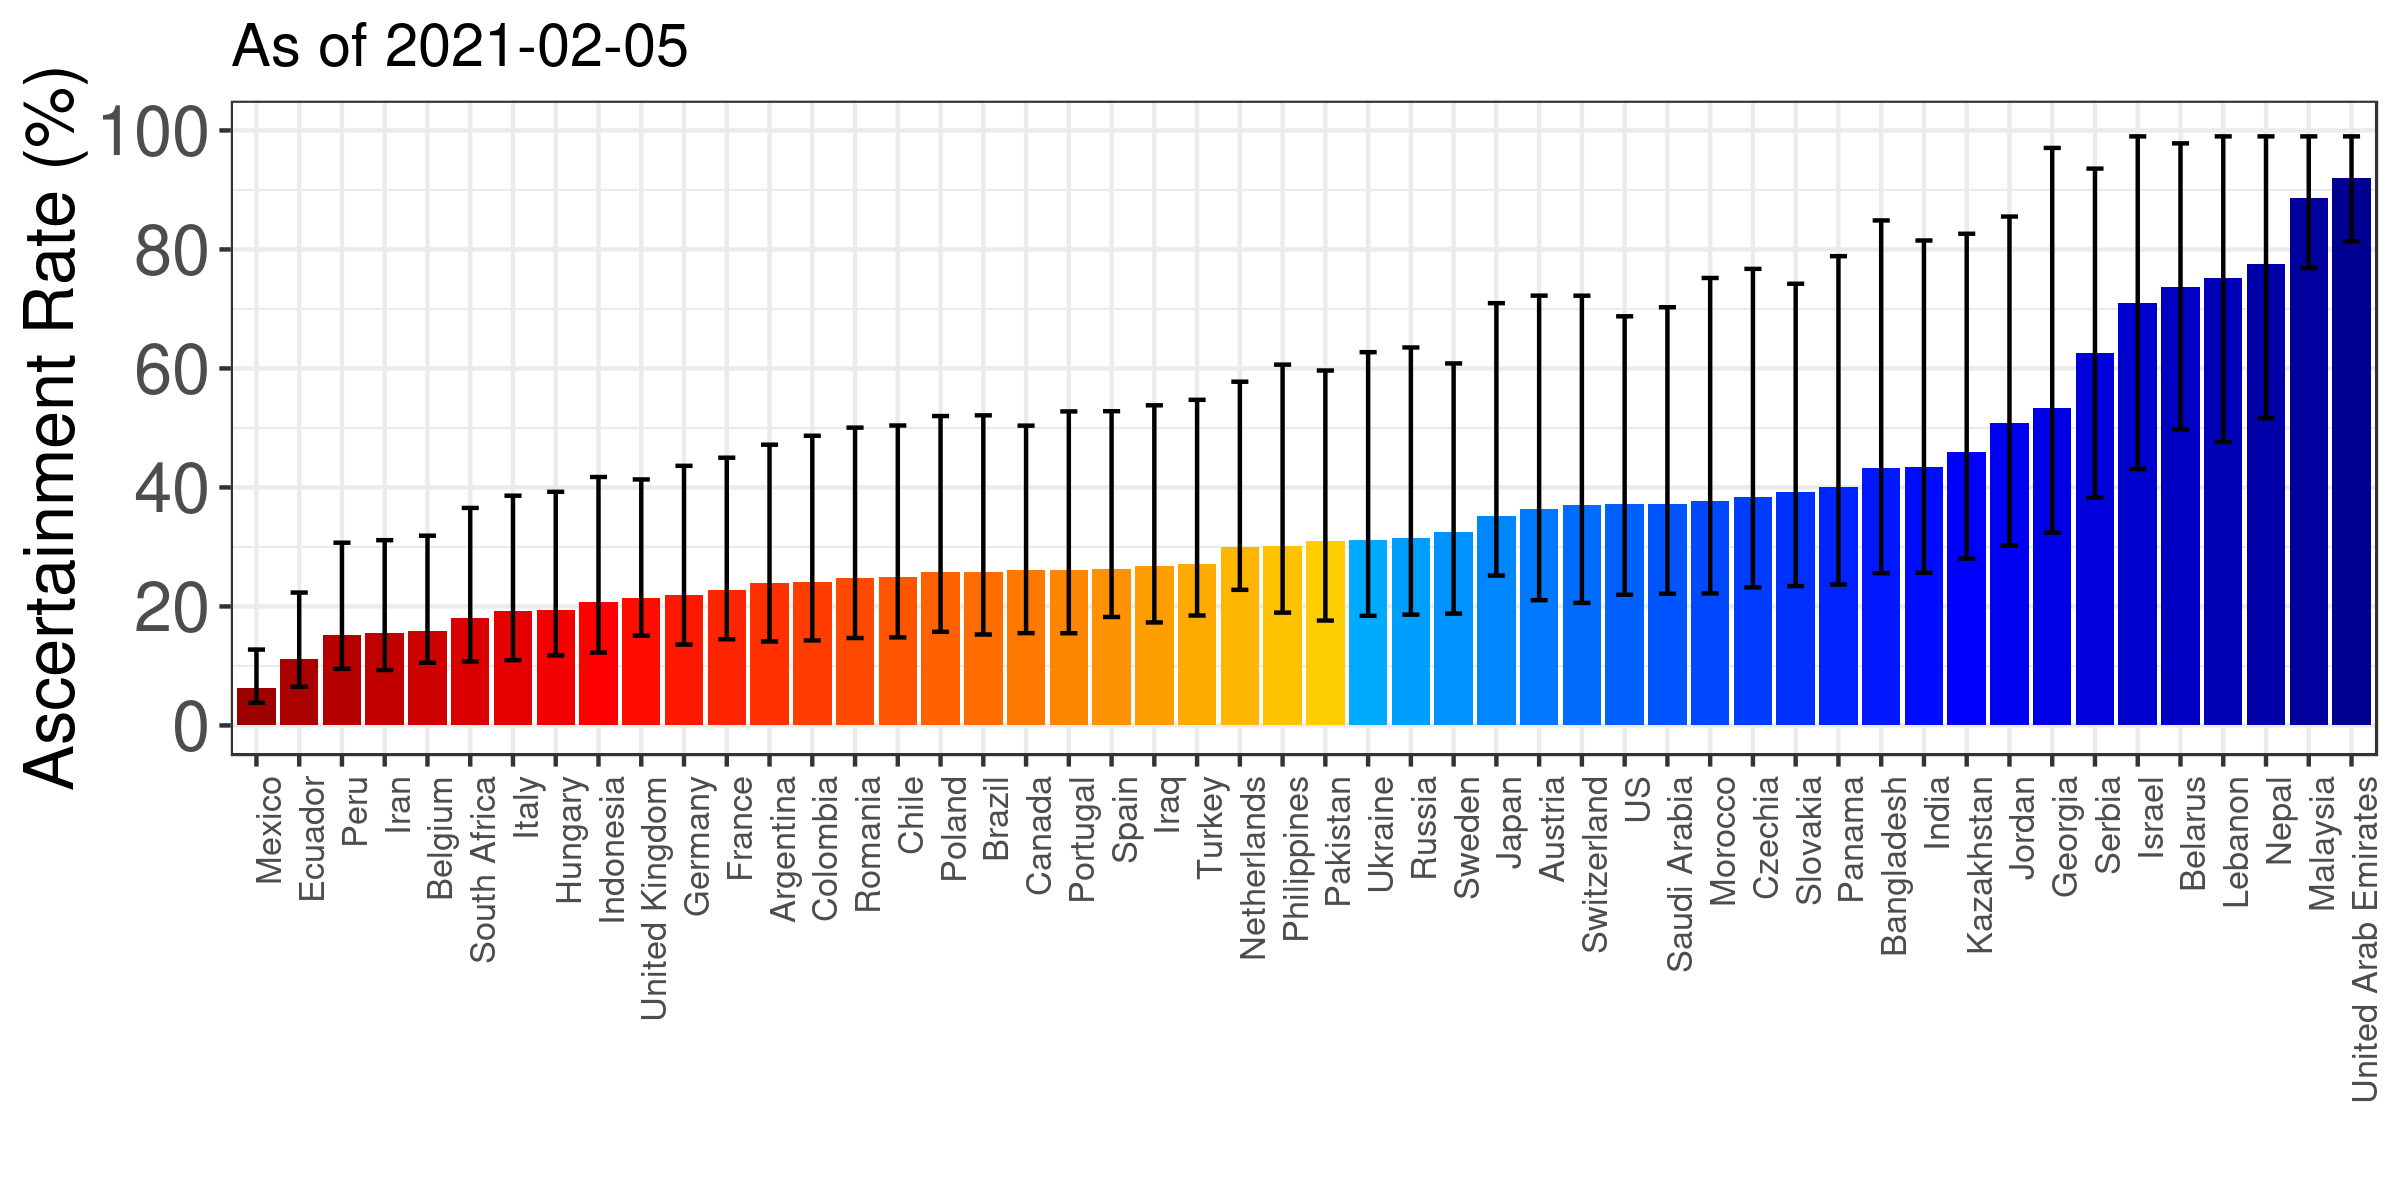 As of 2021-02-05
Ascertainment Rate (%)
100
80
60
40
20
0
Mexico
Ecuador
Peru
Iran
Belgium
South Africa
Italy
Hungary
Indonesia
United Kingdom
Germany
France
Argentina
Colombia
Romania
Chile
Poland
Brazil
Canada
Portugal
Spain
Iraq
Turkey
Netherlands
Philippines
Pakistan
Ukraine
Russia
Sweden
Japan
Austria
Switzerland
US
Saudi Arabia
Morocco
Czechia
Slovakia
Panama
Bangladesh
India
Kazakhstan
Jordan
Georgia
Serbia
Israel
Belarus
Lebanon
Nepal
Malaysia
United Arab Emirates